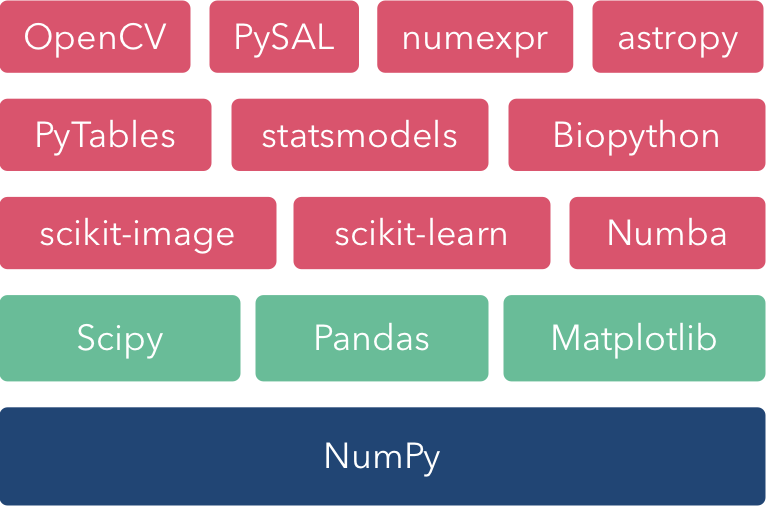 OpenCV PySAL numexpr astropy
PyTables statsmodels Biopython
scikit-image scikit-learn Numba
Scipy Pandas Matplotlib
NumPy